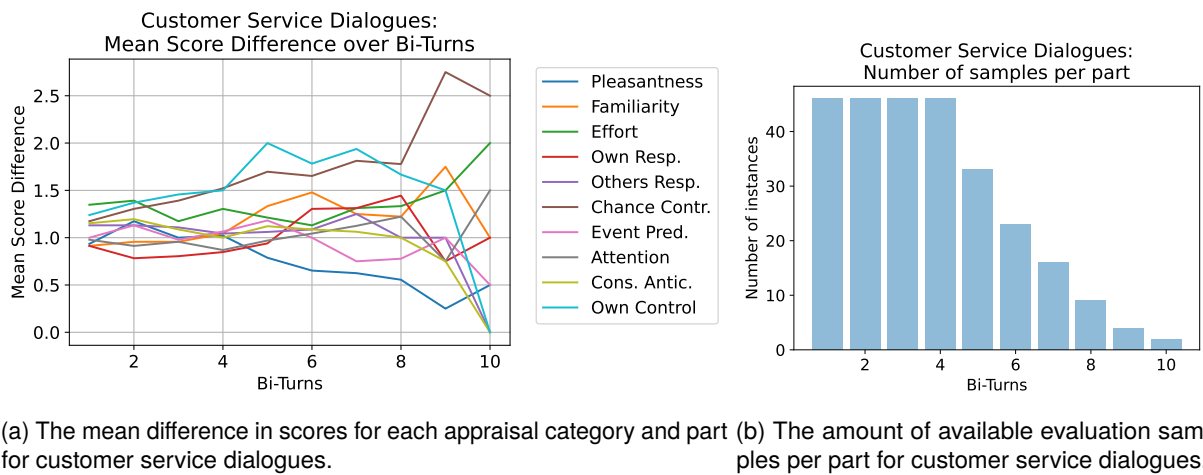 Customer Service Dialogues:
Mean Score Difference over Bi-Turns
Mean Score Difference
2.5
2.0
1.5
1.0
0.5
0.0
2 4 6 8 10
Bi-Turns
Pleasantness
Familiarity
Effort
Own Resp.
Others Resp.
Chance Contr.
Event Pred.
Attention
Cons. Antic.
Own Control
Customer Service Dialogues:
Number of samples per part
Number of instances
40
30
20
10
0
2 4 6 8 10
Bi-Turns
(a) The mean difference in scores for each appraisal category and part
for customer service dialogues.
(b) The amount of available evaluation sam
ples per part for customer service dialogues